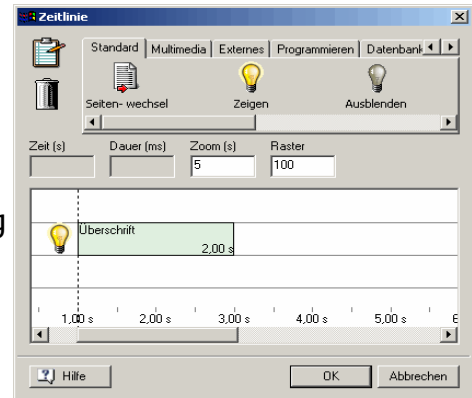 Zeitlinie
Standard Multimedia Externes Programmieren Datenbank
Seiten- wechsel Zeigen Ausblenden
Zeit (s) Dauer (ms) Zoom (s) Raster
5 100
g
Überschrift
2,00 s
1,00 s 2,00 s 3,00 s 4,00 s 5,00 s 6
Hilfe OK Abbrechen